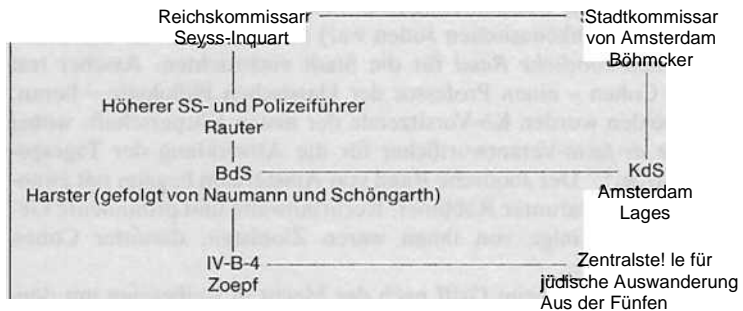 Reichskommissarr
Seyss-Inquart
Stadtkommissar
von Amsterdam
Böhmcker
Höherer SS- und Polizeiführer
Rauter
BdS
Harster (gefolgt von Naumann und Schöngarth)
KdS
Amsterdam
Lages
IV-B-4
Zoepf
Zentralste! le für
jüdische Auswanderung
Aus der Fünfen